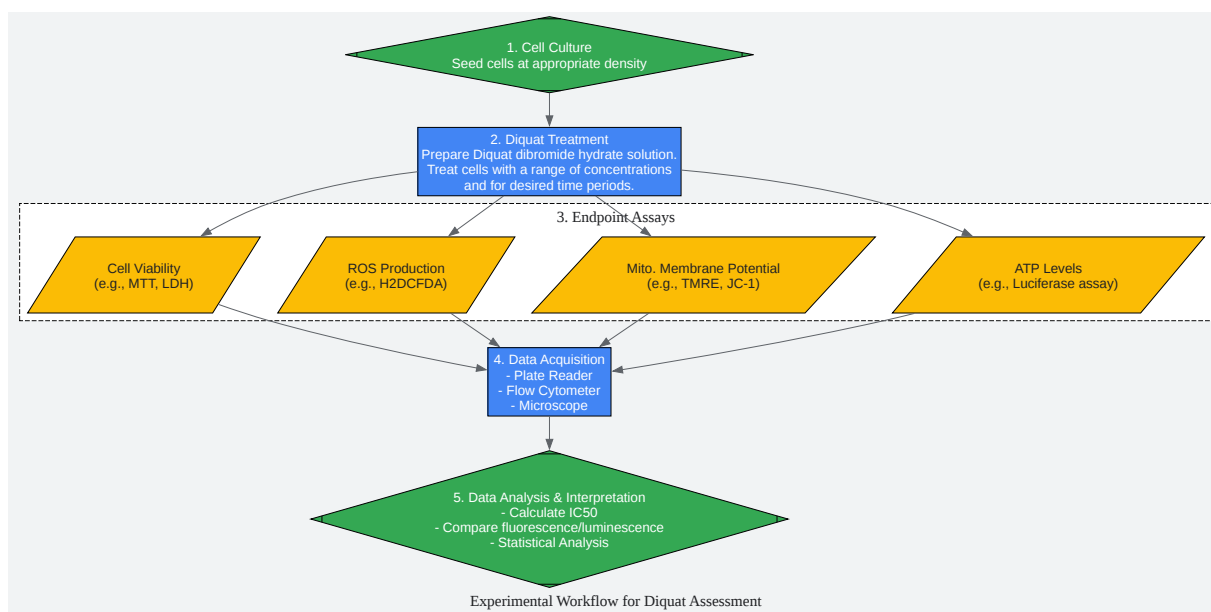 1. Cell Culture
Seed cells at appropriate density
2. Diquat Treatment
Prepare Diquat dibromide hydrate solution.
Treat cells with a range of concentrations
and for desired time periods.
3. Endpoint Assays
Cell Viability
(e.g., MTT, LDH)
ROS Production
(e.g., H2DCFDA)
Mito. Membrane Potential
(e.g., TMRE, JC-1)
ATP Levels
(e.g., Luciferase assay)
4. Data Acquisition
- Plate Reader
- Flow Cytometer
- Microscope
5. Data Analysis & Interpretation
- Calculate IC50
- Compare fluorescence/luminescence
- Statistical Analysis
Experimental Workflow for Diquat Assessment